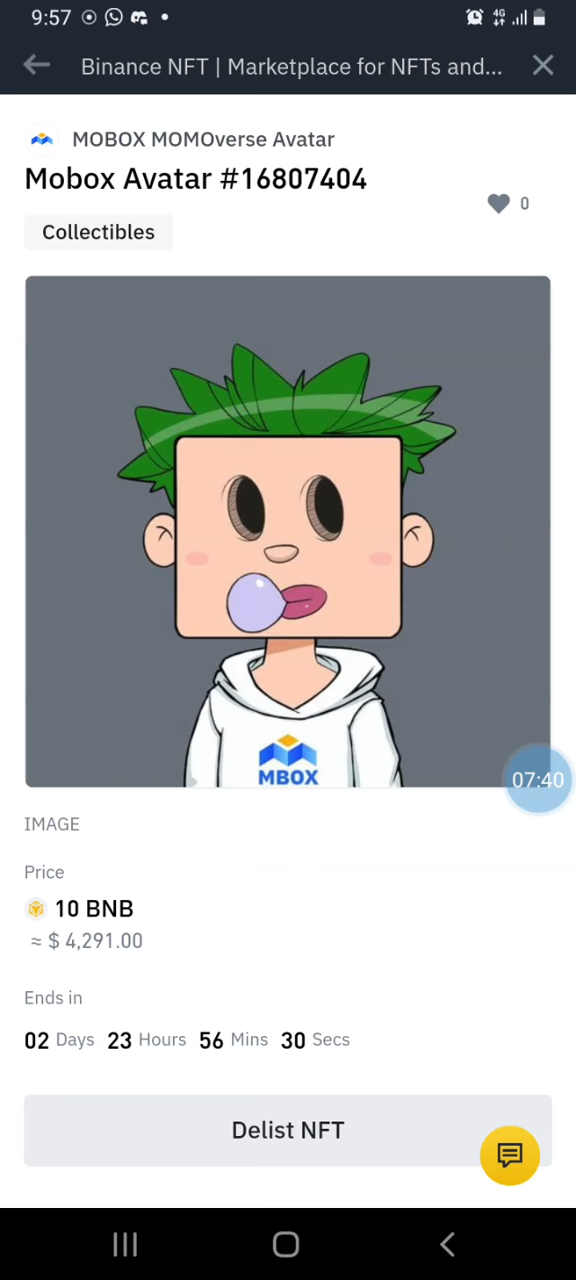 9:57
4G
Binance NFT | Marketplace for NFTs and...
MOBOX MOMOverse Avatar
Mobox Avatar #16807404
0
Collectibles
MBOX
07:40
IMAGE
Price
10 BNB
≈ $ 4,291.00
Ends in
02 Days 23 Hours 56 Mins 30 Secs
Delist NFT